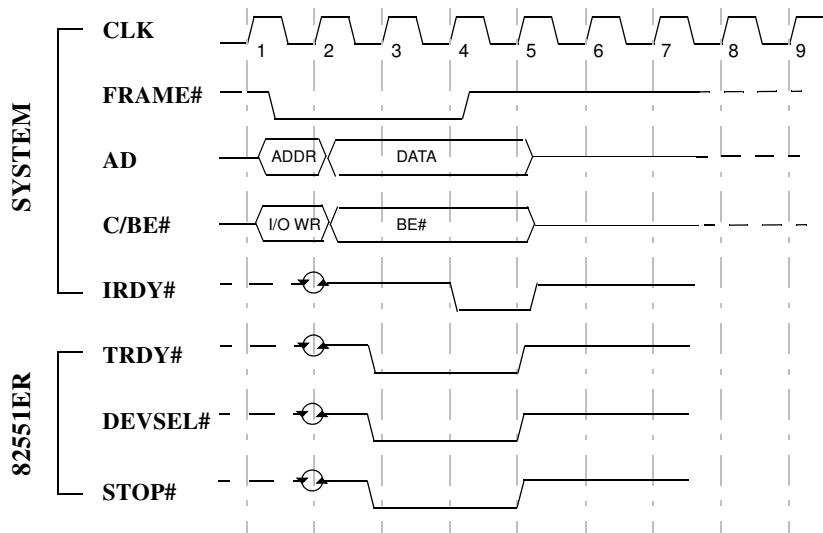 SYSTEM
CLK
1 2 3 4 5 6 7 8 9
FRAME#
AD
ADDR DATA
C/BE#
I/O WR BE#
IRDY#
82551ER
TRDY#
DEVSEL#
STOP#